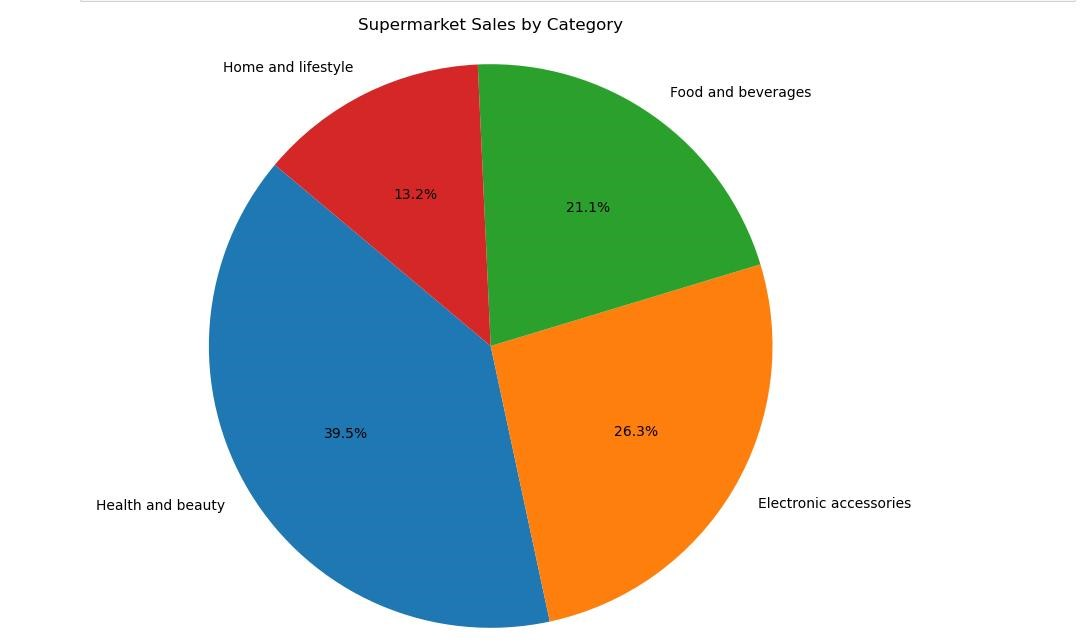 Supermarket Sales by Category
Home and lifestyle
Food and beverages
13.2%
21.1%
39.5%
26.3%
Health and beauty
Electronic accessories